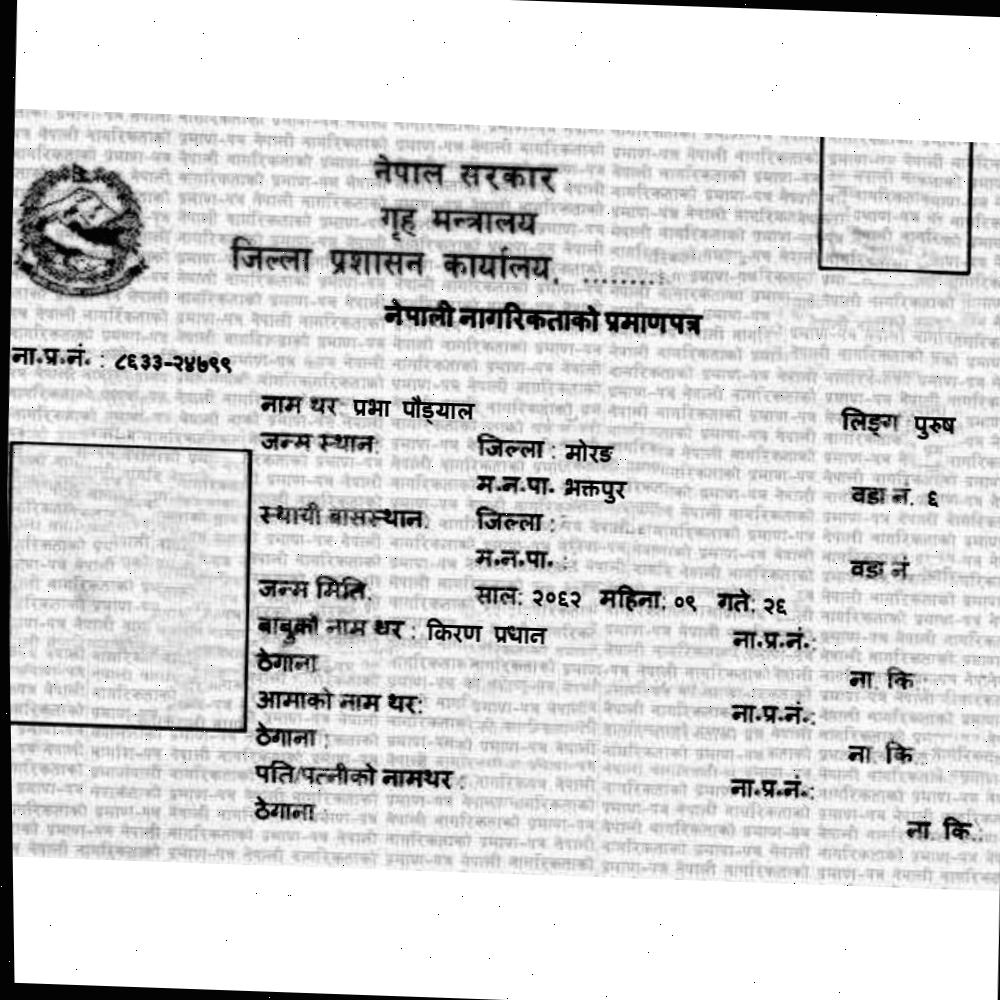 नेपाल सरकार
गृह मन्त्रालय
जिल्ला प्रशासन कार्यालय, ........
नेपाली नागरिकताको प्रमाणपत्र
ना.प्र.नं. : ८६३३-२४७९९
नाम थर प्रभा पौड्याल लिङ्ग पुरुष
जन्म स्थान: जिल्ला : मोरङ
म.न.पा. भक्तपुर वडा नं. ६
स्थायी बासस्थान: जिल्ला :
म.न.पा. : वडा नं
जन्म मिति: साल: २०६२ महिना: ०९ गते: २६
बाबुको नाम थर : किरण प्रधान ना.प्र.नं.:
ठेगाना ना. कि
आमाको नाम थर: ना.प्र.नं.:
ठेगाना : ना. कि
पति/पत्नीको नामथर : ना.प्र.नं.:
ठेगाना ना. कि.: